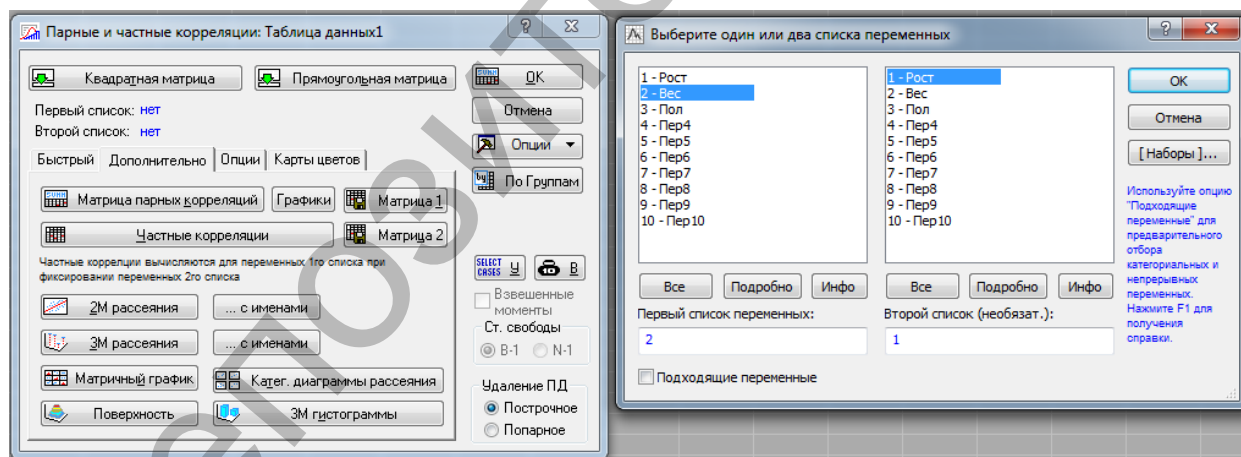 Парные и частные корреляции: Таблица данных1
Квадратная матрица
Прямоугольная матрица
OK
Первый список: нет
Второй список: нет
Отмена
Опции
По Группам
Быстрый Дополнительно Опции Карты цветов
Матрица парных корреляций
Графики
Матрица 1
Частные корреляции
Матрица 2
Частные коррелции вычисляются для переменных 1го списка при
фиксировании переменных 2го
списка
2М рассеяния
... с именами
3М рассеяния
... с именами
Матричный график
Катег. диаграммы рассеяния
Поверхность
3М гистограммы
SELECT
CASES
У
В
Взвешенные
моменты
Ст. свободы
В-1
N-1
Удаление ПД
Построчное
Попарное
Выберите один или два списка переменных
1 - Рост
2 - Вес
3 - Пол
4 - Пер4
5 - Пер5
6 - Пер6
7 - Пер7
8 - Пер8
9 - Пер9
10 - Пер10
1 - Рост
2 - Вес
3 - Пол
4 - Пер4
5 - Пер5
6 - Пер6
7 - Пер7
8 - Пер8
9 - Пер9
10 - Пер10
OK
Отмена
[ Наборы ]...
Используйте опцию
"Подходящие
переменные" для
предварительного
отбора
категориальных и
непрерывных
переменных.
Нажмите F1 для
получения
справки.
Все
Подробно
Инфо
Все
Подробно
Инфо
Первый список переменных:
Второй список (необязат.):
2
1
Подходящие переменные